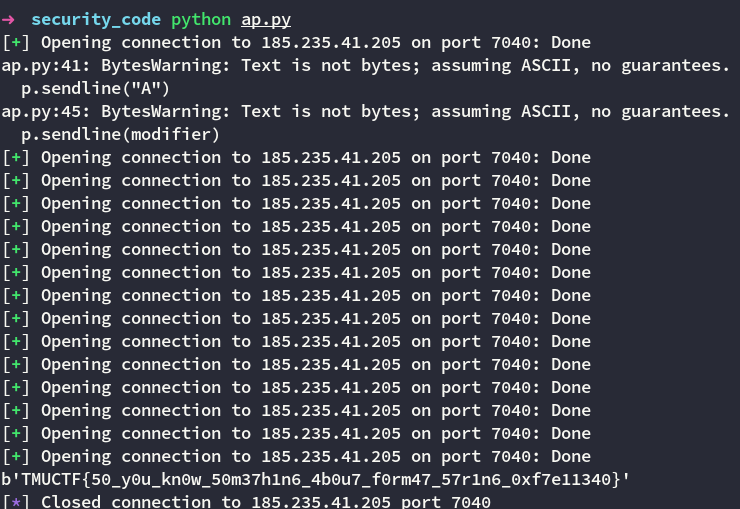 → security_code python ap.py
[+] Opening connection to 185.235.41.205 on port 7040: Done
ap.py:41: BytesWarning: Text is not bytes; assuming ASCII, no guarantees.
  p.sendline("A")
ap.py:45: BytesWarning: Text is not bytes; assuming ASCII, no guarantees.
  p.sendline(modifier)
[+] Opening connection to 185.235.41.205 on port 7040: Done
[+] Opening connection to 185.235.41.205 on port 7040: Done
[+] Opening connection to 185.235.41.205 on port 7040: Done
[+] Opening connection to 185.235.41.205 on port 7040: Done
[+] Opening connection to 185.235.41.205 on port 7040: Done
[+] Opening connection to 185.235.41.205 on port 7040: Done
[+] Opening connection to 185.235.41.205 on port 7040: Done
[+] Opening connection to 185.235.41.205 on port 7040: Done
[+] Opening connection to 185.235.41.205 on port 7040: Done
[+] Opening connection to 185.235.41.205 on port 7040: Done
[+] Opening connection to 185.235.41.205 on port 7040: Done
[+] Opening connection to 185.235.41.205 on port 7040: Done
[+] Opening connection to 185.235.41.205 on port 7040: Done
[+] Opening connection to 185.235.41.205 on port 7040: Done
b'TMUCTF{50_y0u_kn0w_50m37h1n6_4b0u7_f0rm47_57r1n6_0xf7e11340}'
[*] Closed connection to 185.235.41.205 port 7040